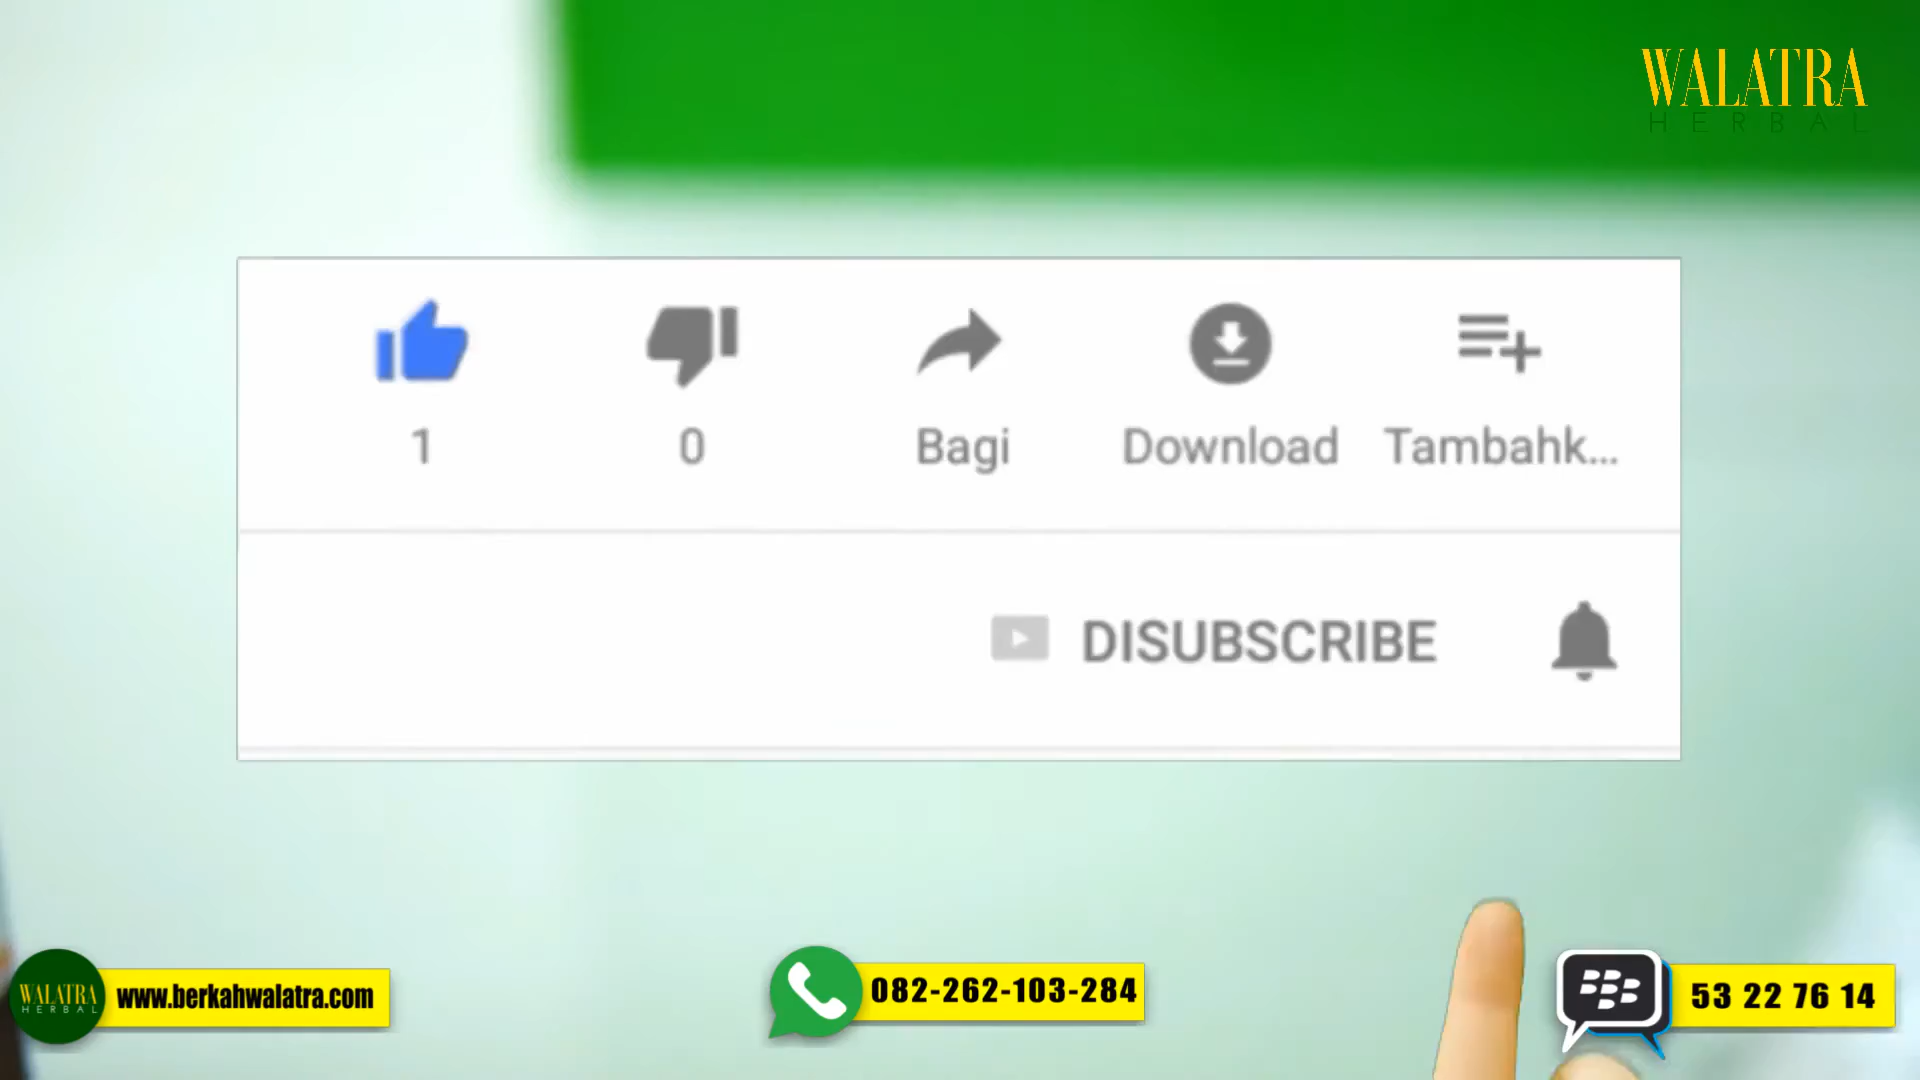 WALATRA
HERBAL
1
0
Bagi
Download
Tambahk...
DISUBSCRIBE
WALATRA
HERBAL
www.berkahwalatra.com
082-262-103-284
53 22 76 14